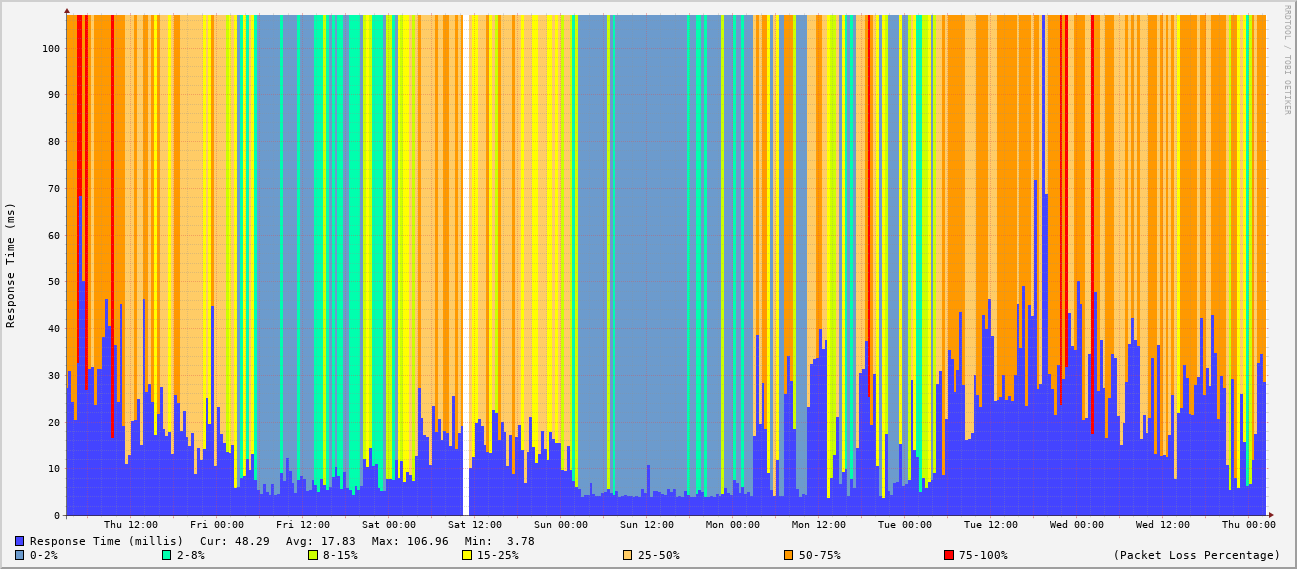 RRDTOOL / TOBI OETIKER
Response Time (ms)
100
90
80
70
60
50
40
30
20
10
0
Thu 12:00 Fri 00:00 Fri 12:00 Sat 00:00 Sat 12:00 Sun 00:00 Sun 12:00 Mon 00:00 Mon 12:00 Tue 00:00 Tue 12:00 Wed 00:00 Wed 12:00 Thu 00:00
Response Time (millis) Cur: 48.29 Avg: 17.83 Max: 106.96 Min: 3.78
0-2% 2-8% 8-15% 15-25% 25-50% 50-75% 75-100% (Packet Loss Percentage)